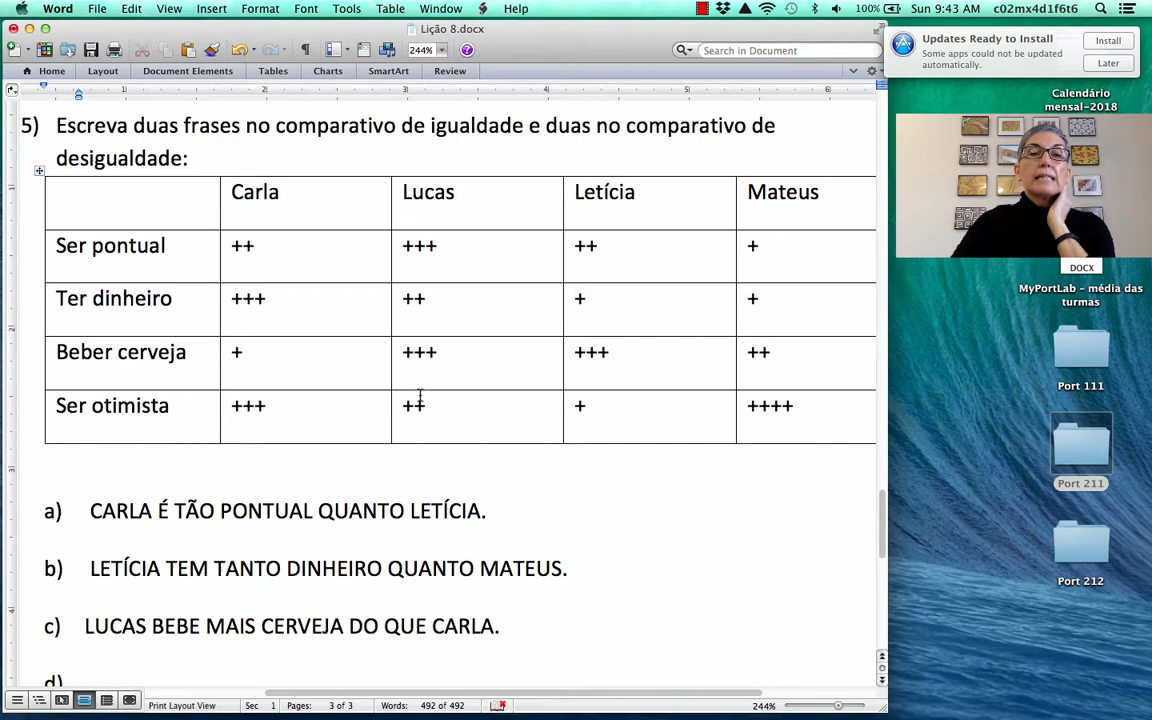 Word File Edit View Insert Format Font Tools Table Window Help 100% Sun 9:43 AM c02mx4d1f6t6
Lição 8.docx
244% Search in Document
Home Layout Document Elements Tables Charts SmartArt Review
Updates Ready to Install
Some apps could not be updated
automatically.
Install
Later
Calendário
mensal-2018
5) Escreva duas frases no comparativo de igualdade e duas no comparativo de
desigualdade:
Carla Lucas Letícia Mateus
Ser pontual ++ +++ ++ +
Ter dinheiro +++ ++ + +
Beber cerveja + +++ +++ ++
Ser otimista +++ ++ + ++++
a) CARLA É TÃO PONTUAL QUANTO LETÍCIA.
b) LETÍCIA TEM TANTO DINHEIRO QUANTO MATEUS.
c) LUCAS BEBE MAIS CERVEJA DO QUE CARLA.
d)
DOCX
MyPortLab - média das
turmas
Port 111
Port 211
Port 212
Print Layout View Sec 1 Pages: 3 of 3 Words: 492 of 492 244%